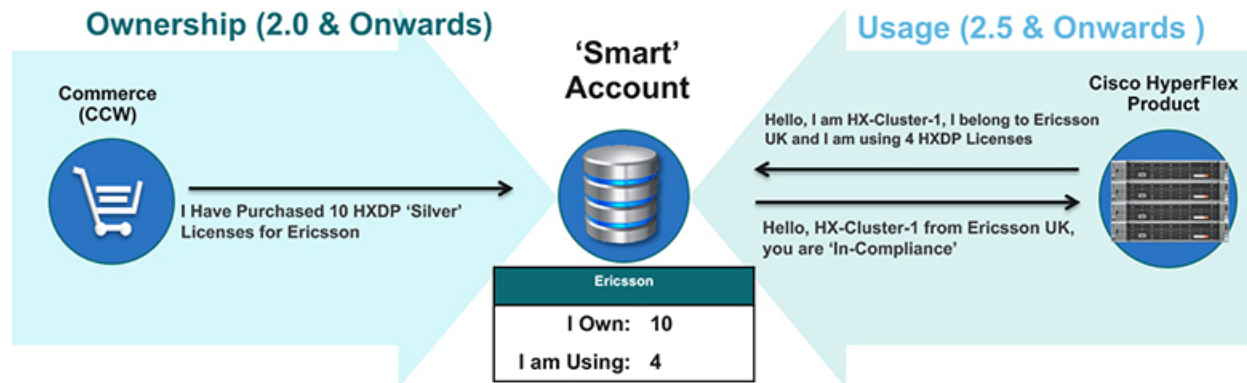 Ownership (2.0 & Onwards)
Commerce
(CCW)
I Have Purchased 10 HXDP ‘Silver’
Licenses for Ericsson
‘Smart’
Account
Ericsson
I Own: 10
I am Using: 4
Usage (2.5 & Onwards )
Cisco HyperFlex
Product
Hello, I am HX-Cluster-1, I belong to Ericsson
UK and I am using 4 HXDP Licenses
Hello, HX-Cluster-1 from Ericsson UK,
you are ‘In-Compliance’